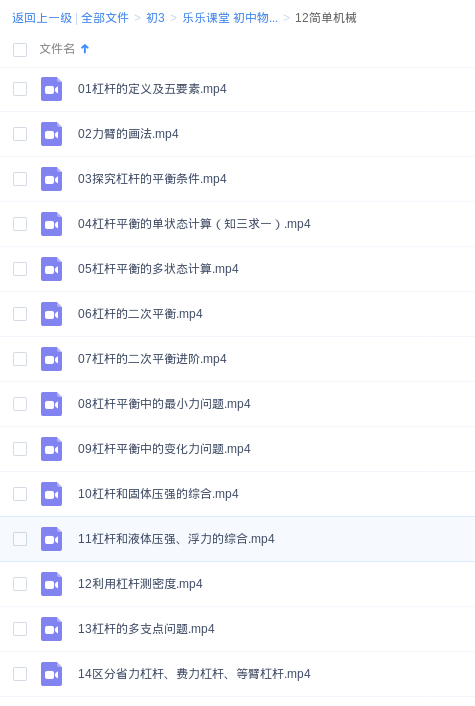 返回上一级 | 全部文件 > 初3 > 乐乐课堂 初中物... > 12简单机械
文件名
01杠杆的定义及五要素.mp4
02力臂的画法.mp4
03探究杠杆的平衡条件.mp4
04杠杆平衡的单状态计算（知三求一）.mp4
05杠杆平衡的多状态计算.mp4
06杠杆的二次平衡.mp4
07杠杆的二次平衡进阶.mp4
08杠杆平衡中的最小力问题.mp4
09杠杆平衡中的变化力问题.mp4
10杠杆和固体压强的综合.mp4
11杠杆和液体压强、浮力的综合.mp4
12利用杠杆测密度.mp4
13杠杆的多支点问题.mp4
14区分省力杠杆、费力杠杆、等臂杠杆.mp4